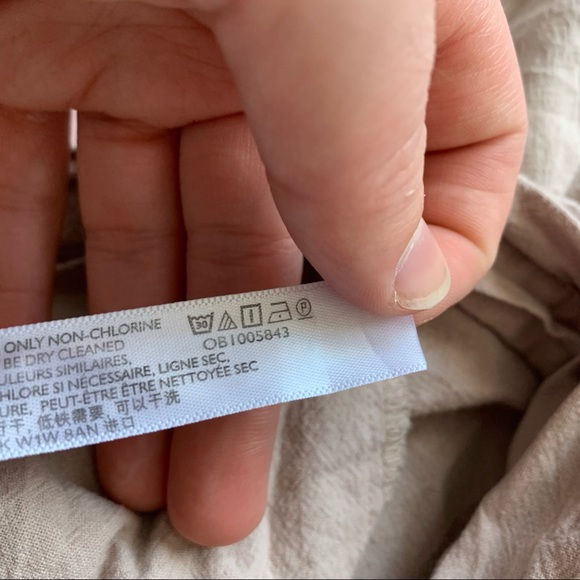 30 P
ONLY NON-CHLORINE
OB1005843
BE DRY CLEANED
ULEURS SIMILAIRES,
HLORE SI NÉCESSAIRE, LIGNE SEC,
URE, PEUT-ÊTRE ÊTRE NETTOYÉE SEC
干, 低铁需要, 可以干洗
K W1W 8AN 进口